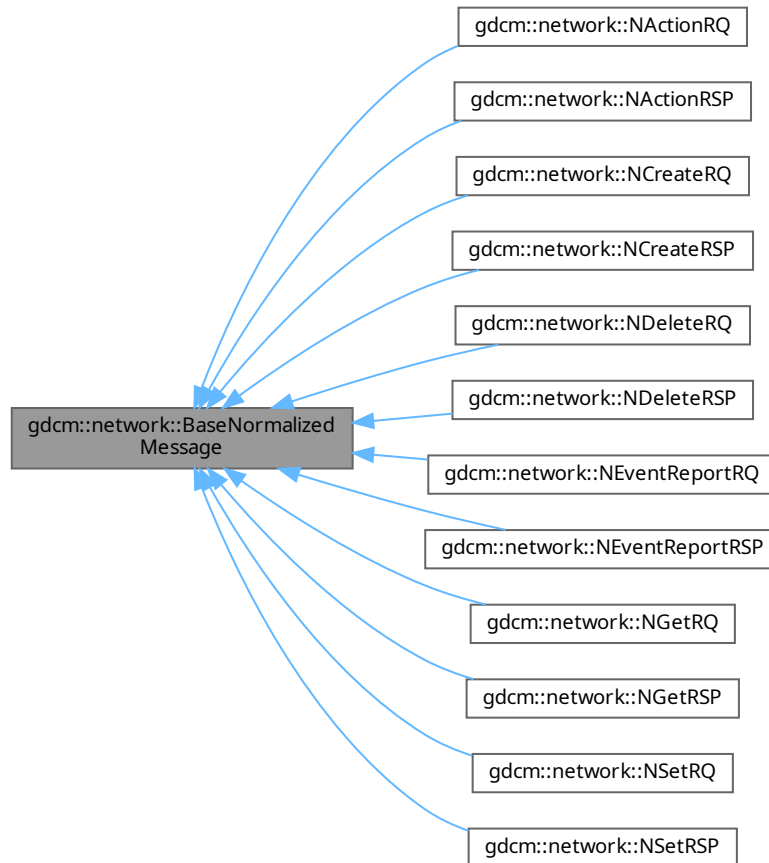 gdcm::network::NActionRQ
gdcm::network::NActionRSP
gdcm::network::NCreateRQ
gdcm::network::NCreateRSP
gdcm::network::NDeleteRQ
gdcm::network::NDeleteRSP
gdcm::network::BaseNormalized
Message
gdcm::network::NEventReportRQ
gdcm::network::NEventReportRSP
gdcm::network::NGetRQ
gdcm::network::NGetRSP
gdcm::network::NSetRQ
gdcm::network::NSetRSP